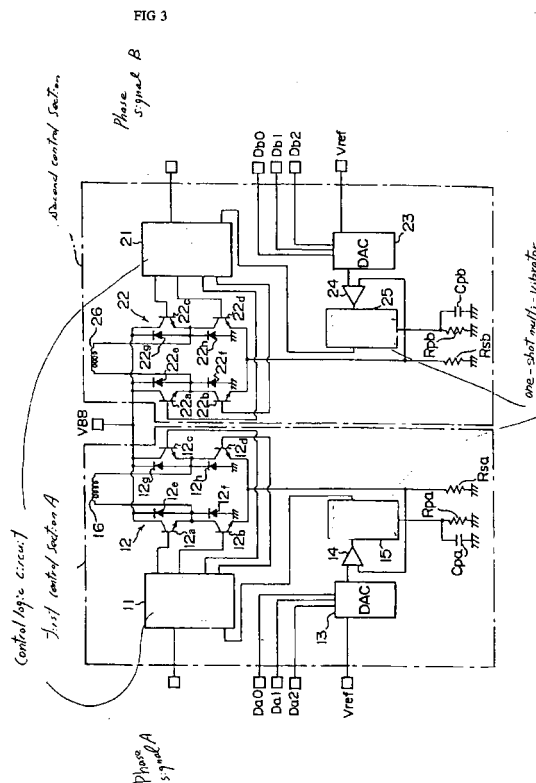 FIG 3
Control logic circuit
first control section A
second control section
Phase A
signal
Phase
signal B
VBB
16
26
12
12g
12e
12c
12a
12h
12f
12b
12d
11
22
22g
22e
22c
22a
22h
22f
22b
22d
21
Da0
Da1
Da2
Vref
13
DAC
14
15
Cpa
Rpa
Rsa
Db0
Db1
Db2
Vref
DAC
23
24
25
Cpb
Rpb
Rsb
one-shot multi-vibrator